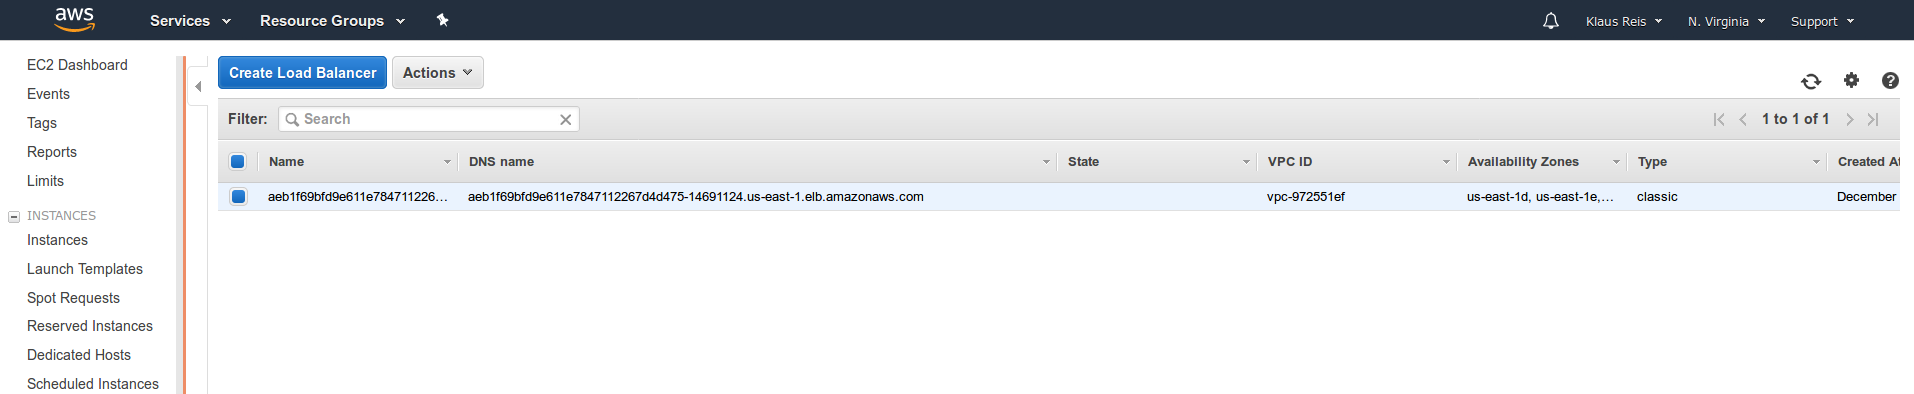 aws Services Resource Groups Klaus Reis N. Virginia Support
EC2 Dashboard
Events
Tags
Reports
Limits
INSTANCES
Instances
Launch Templates
Spot Requests
Reserved Instances
Dedicated Hosts
Scheduled Instances
Create Load Balancer Actions
Filter: Search 1 to 1 of 1
Name DNS name State VPC ID Availability Zones Type Created At
aeb1f69bfd9e611e784711226... aeb1f69bfd9e611e7847112267d4d475-14691124.us-east-1.elb.amazonaws.com vpc-972551ef us-east-1d, us-east-1e,... classic December